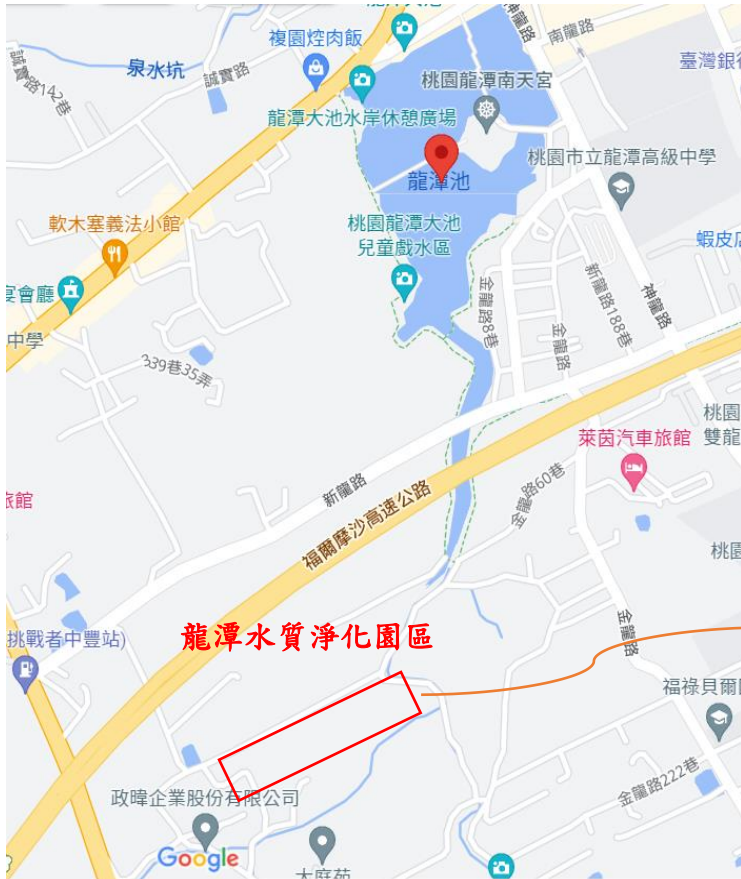 複園焢肉飯
神龍路
南龍路
泉水坑
誠實路
誠實路142巷
臺灣銀行
桃園龍潭南天宮
龍潭大池水岸休憩廣場
桃園市立龍潭高級中學
龍潭池
軟木塞義法小館
桃園龍潭大池
兒童戲水區
蝦皮店
宴會廳
金龍路8巷
新龍路188巷
神龍路
中學
金龍路
339巷35弄
桃園
萊茵汽車旅館
雙龍
旅館
新龍路
金龍路60巷
福爾摩沙高速公路
桃園
挑戰者中豐站)
龍潭水質淨化園區
金龍路
福祿貝爾
政暐企業股份有限公司
金龍路222巷
Google
大庭苑